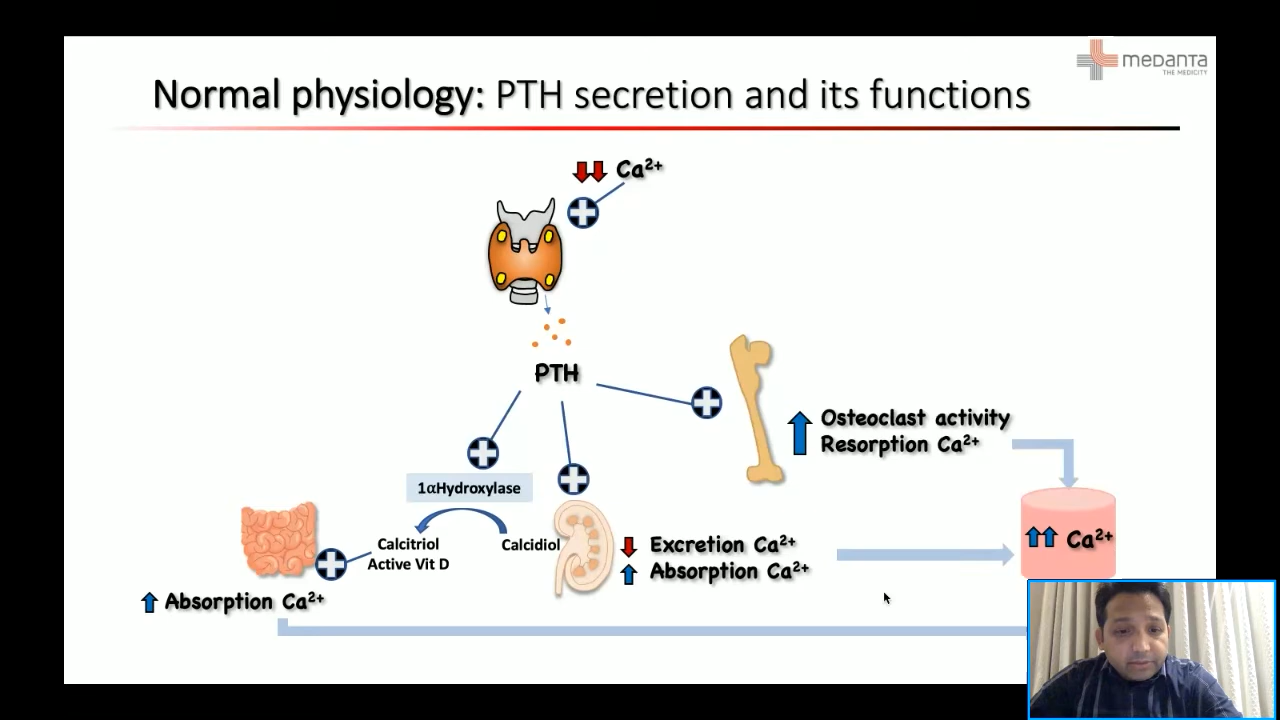 medanta
THE MEDICITY
Normal physiology: PTH secretion and its functions
Ca²⁺
PTH
Osteoclast activity
Resorption Ca²⁺
1αHydroxylase
Calcitriol
Active Vit D
Calcidiol
Excretion Ca²⁺
Absorption Ca²⁺
Ca²⁺
Absorption Ca²⁺